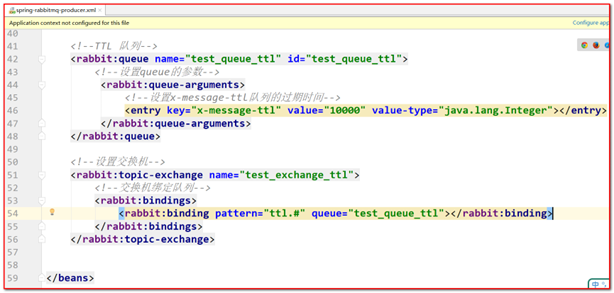 spring-rabbitmq-producer.xml ×
Application context not configured for this file
40
41 <!--TTL 队列-->
42 <rabbit:queue name="test_queue_ttl" id="test_queue_ttl">
43 <!--设置queue的参数-->
44 <rabbit:queue-arguments>
45 <!--设置x-message-ttl队列的过期时间-->
46 <entry key="x-message-ttl" value="10000" value-type="java.lang.Integer"></entry>
47 </rabbit:queue-arguments>
48 </rabbit:queue>
49
50 <!--设置交换机-->
51 <rabbit:topic-exchange name="test_exchange_ttl">
52 <!--交换机绑定队列-->
53 <rabbit:bindings>
54 <rabbit:binding pattern="ttl.#" queue="test_queue_ttl"></rabbit:binding>
55 </rabbit:bindings>
56 </rabbit:topic-exchange>
57
58
59 </beans>
Configure app
中